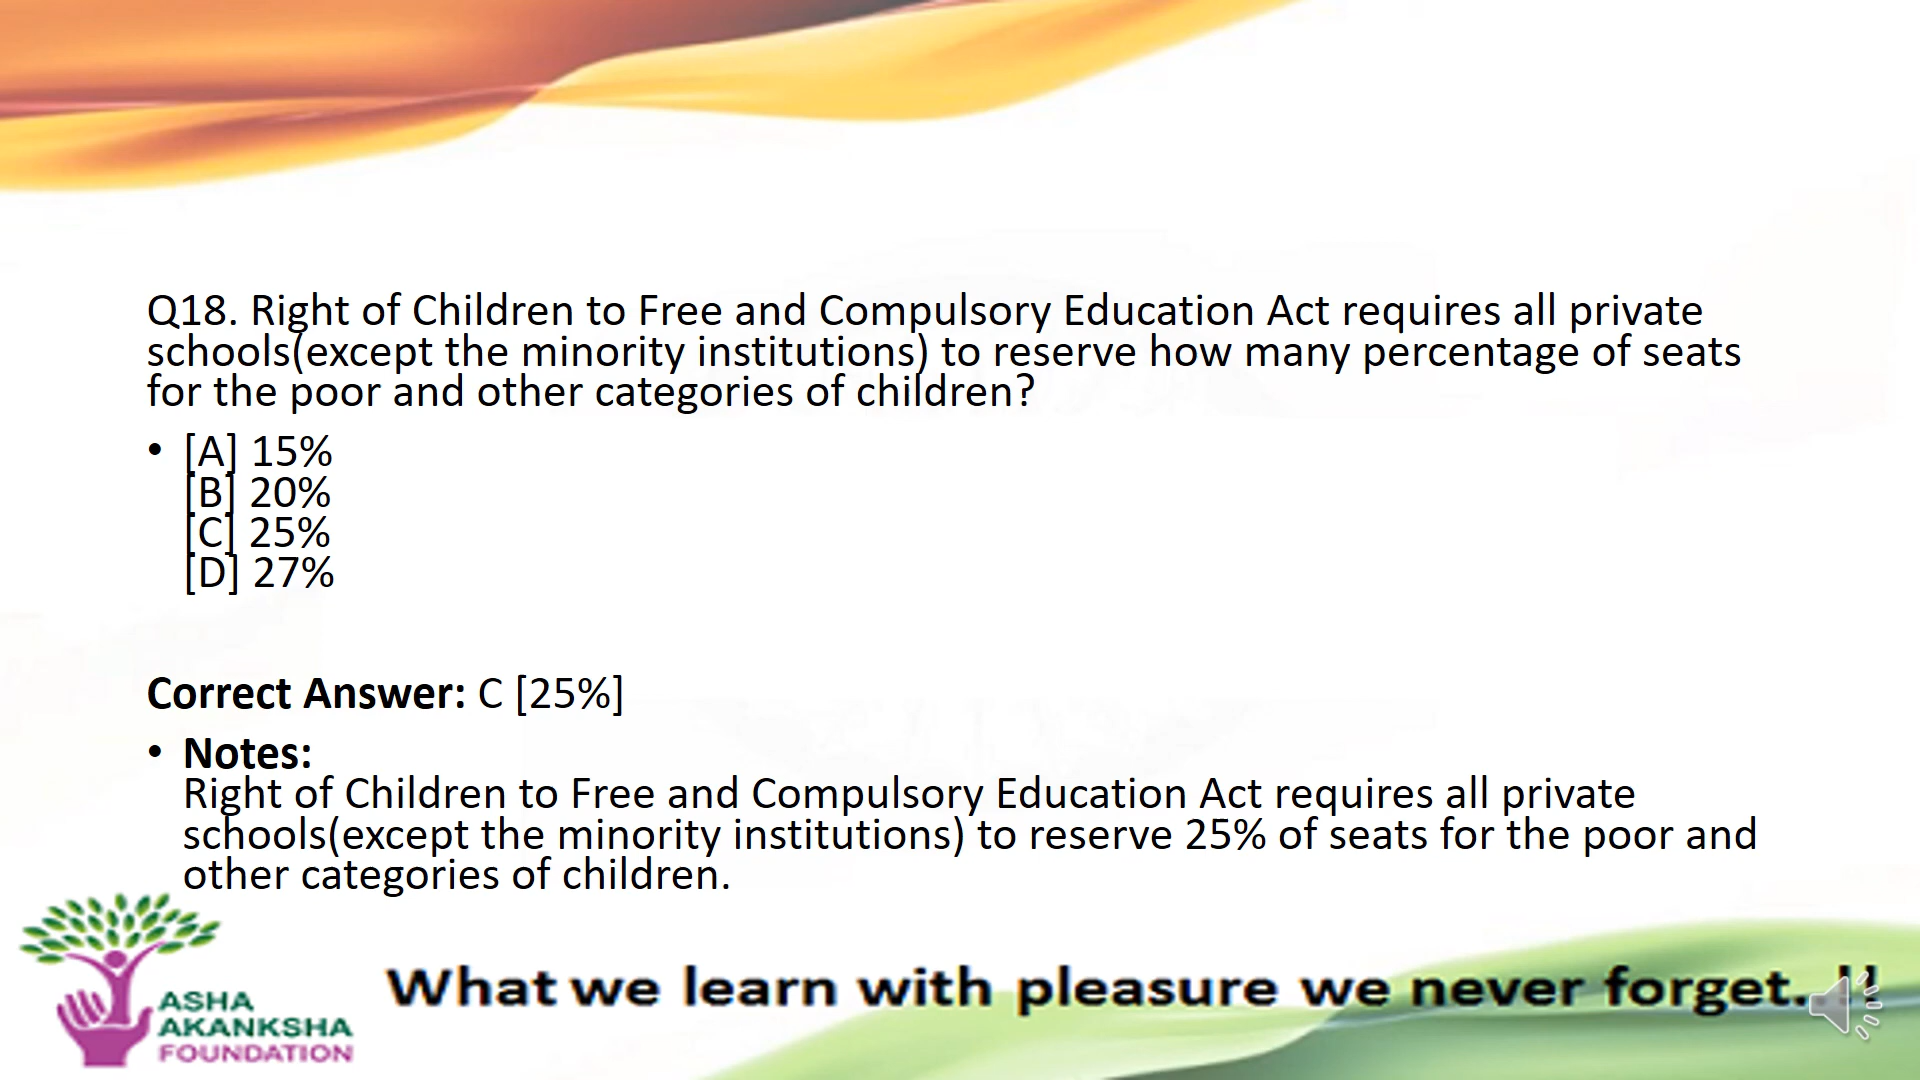 Q18. Right of Children to Free and Compulsory Education Act requires all private
schools(except the minority institutions) to reserve how many percentage of seats
for the poor and other categories of children?
• [A] 15%
[B] 20%
[C] 25%
[D] 27%
Correct Answer: C [25%]
• Notes:
Right of Children to Free and Compulsory Education Act requires all private
schools(except the minority institutions) to reserve 25% of seats for the poor and
other categories of children.
What we learn with pleasure we never forget..!!
ASHA
AKANKSHA
FOUNDATION